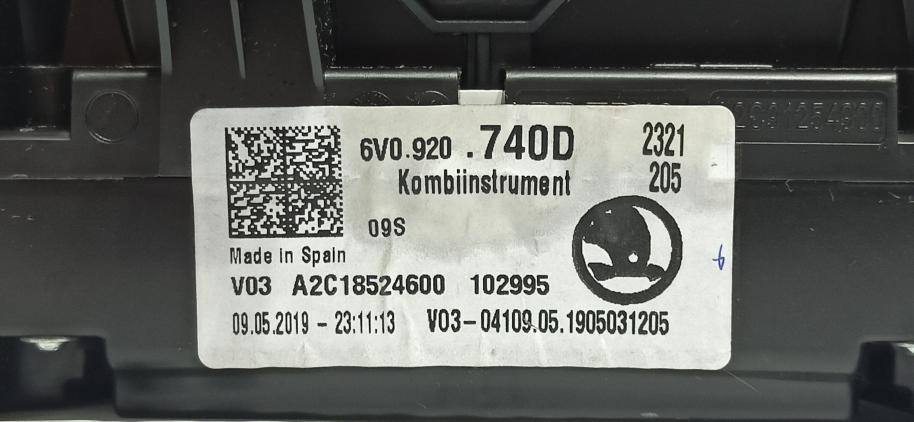 6V0.920 .740D 2321
Kombiinstrument 205
09S
Made in Spain
V03 A2C18524600 102995
09.05.2019 - 23:11:13 V03-04109.05.1905031205